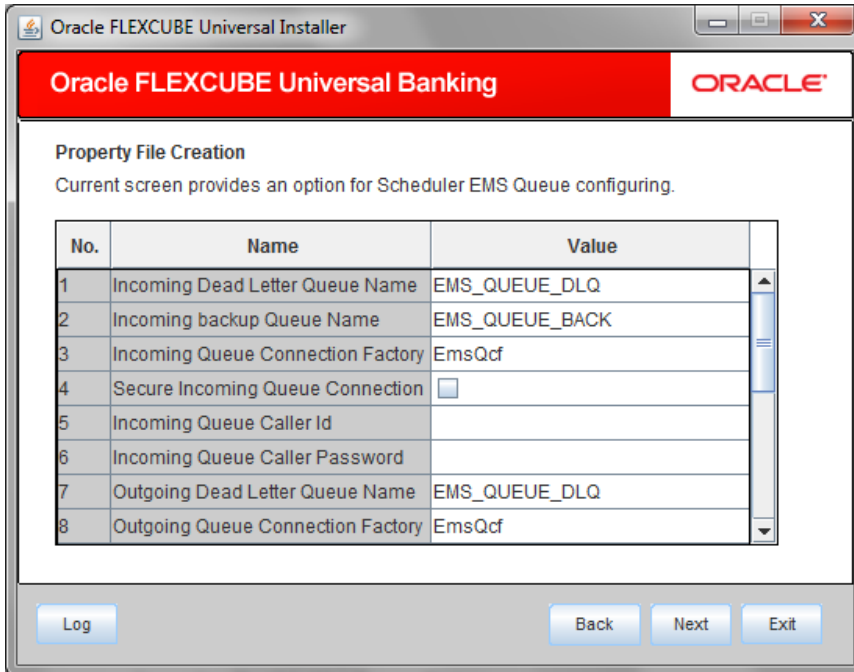 Oracle FLEXCUBE Universal Installer
Oracle FLEXCUBE Universal Banking
ORACLE®
Property File Creation
Current screen provides an option for Scheduler EMS Queue configuring.
No. Name Value
1 Incoming Dead Letter Queue Name EMS_QUEUE_DLQ
2 Incoming backup Queue Name EMS_QUEUE_BACK
3 Incoming Queue Connection Factory EmsQcf
4 Secure Incoming Queue Connection
5 Incoming Queue Caller Id
6 Incoming Queue Caller Password
7 Outgoing Dead Letter Queue Name EMS_QUEUE_DLQ
8 Outgoing Queue Connection Factory EmsQcf
Log Back Next Exit